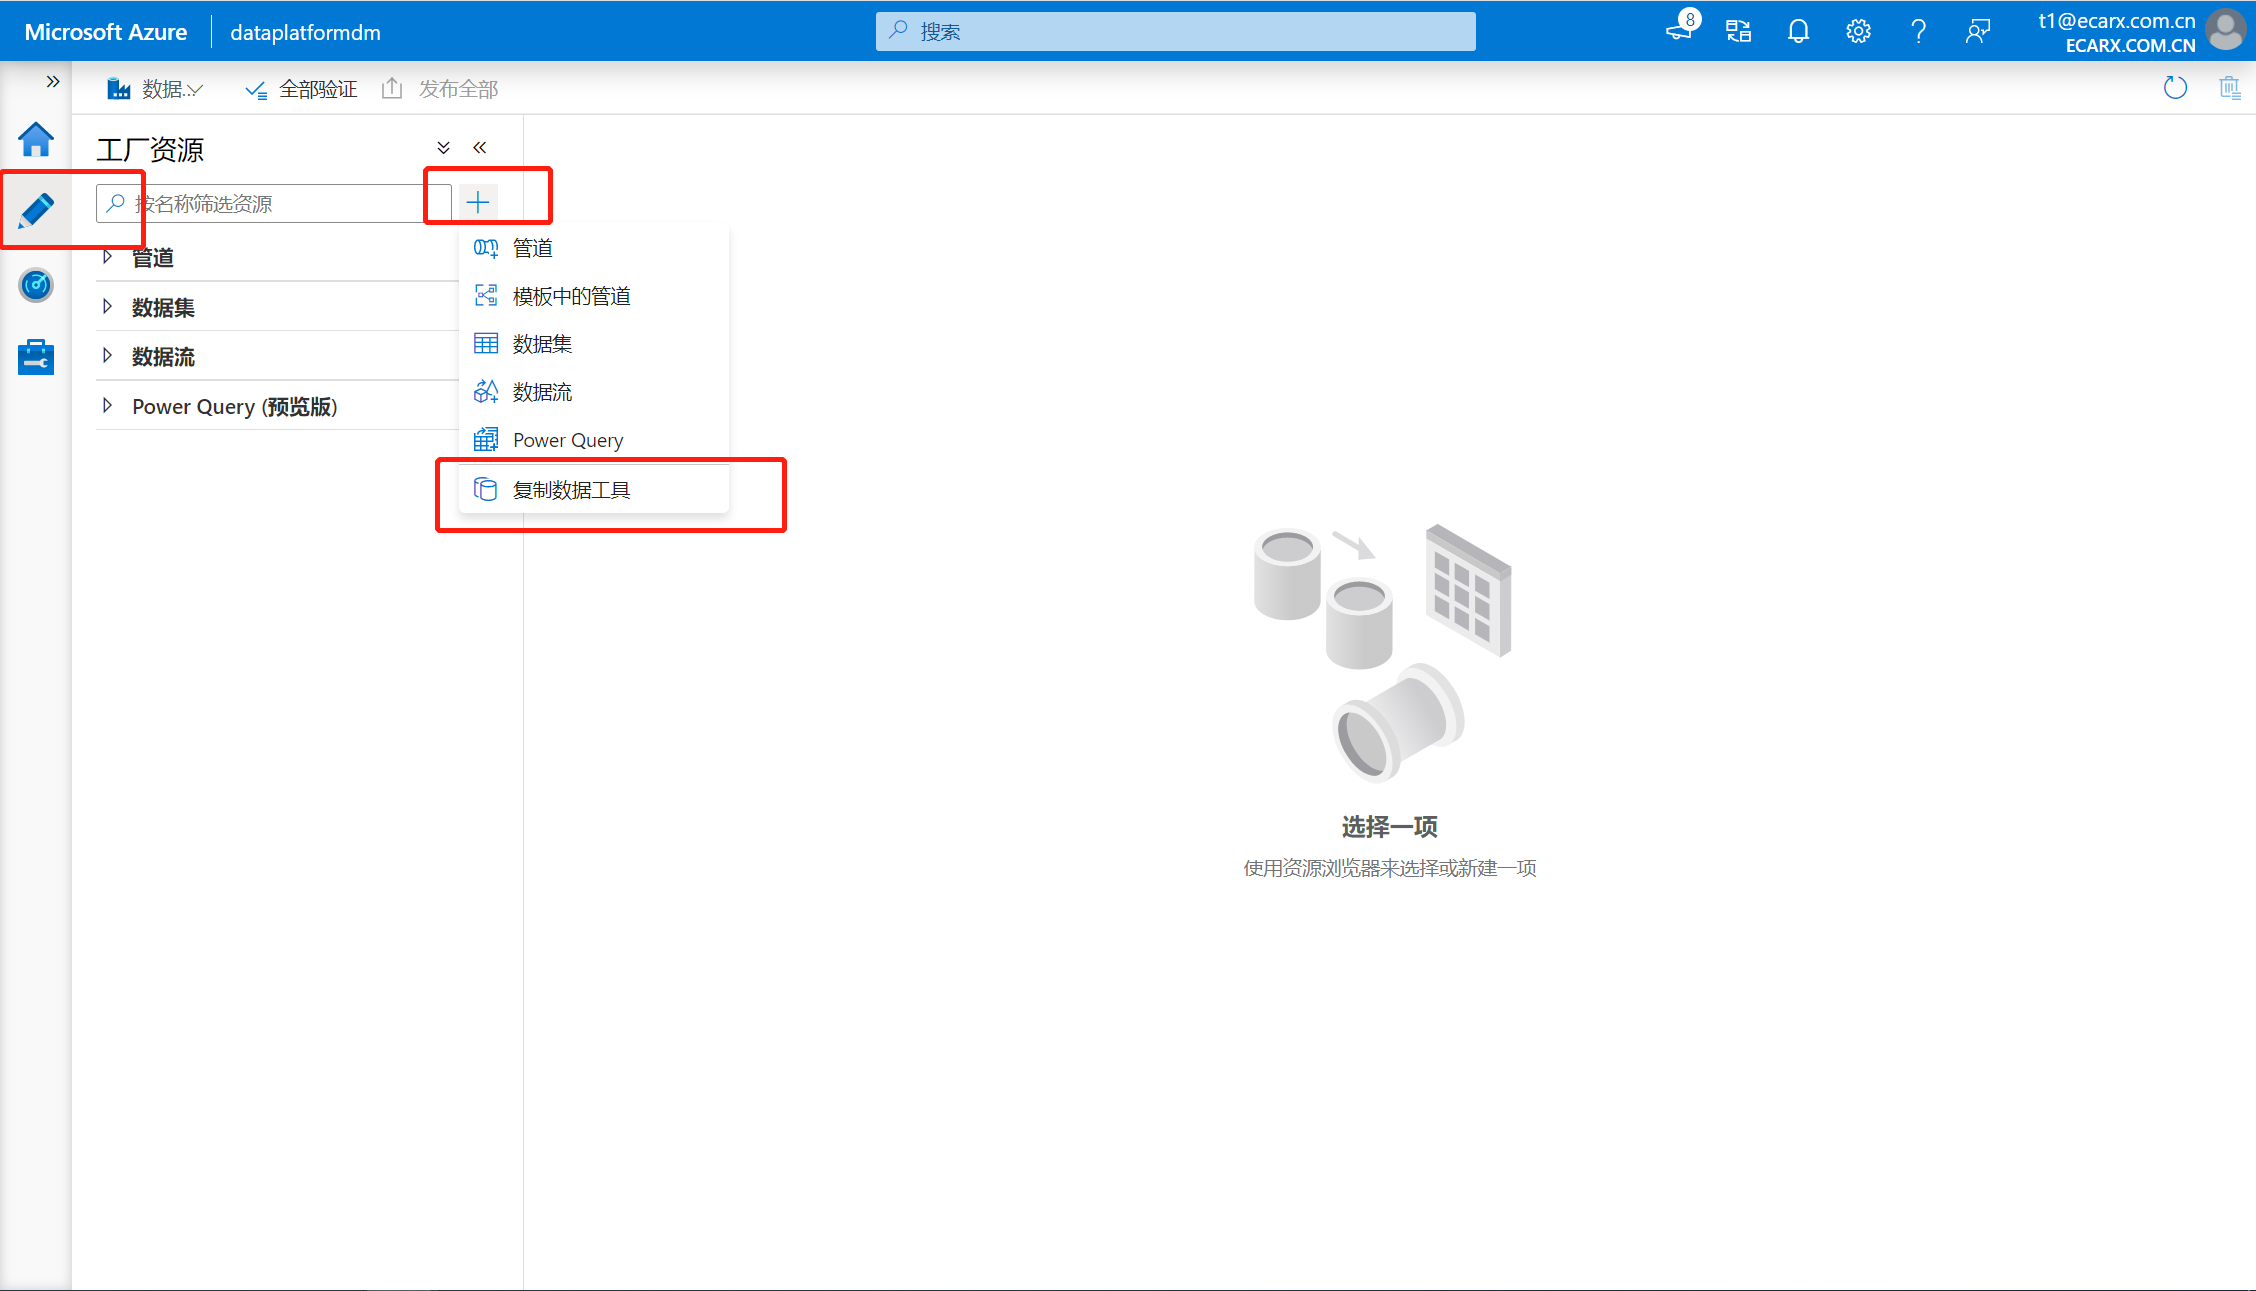 Microsoft Azure
dataplatformdm
搜索
8
t1@ecarx.com.cn
ECARX.COM.CN
数据...
全部验证
发布全部
工厂资源
按名称筛选资源
管道
数据集
数据流
Power Query (预览版)
管道
模板中的管道
数据集
数据流
Power Query
复制数据工具
选择一项
使用资源浏览器来选择或新建一项